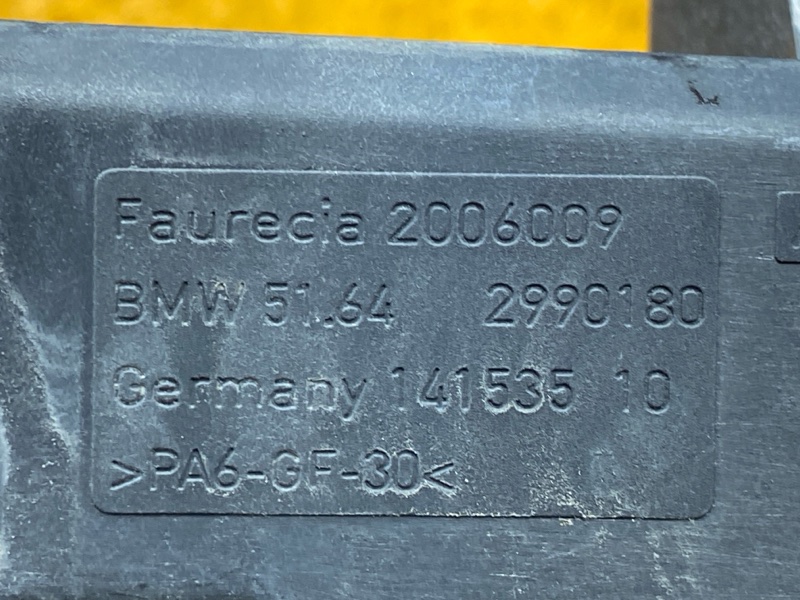 Faurecia 2006009
BMW 51.64 2990180
Germany 141535 10
>PA6-GF-30<